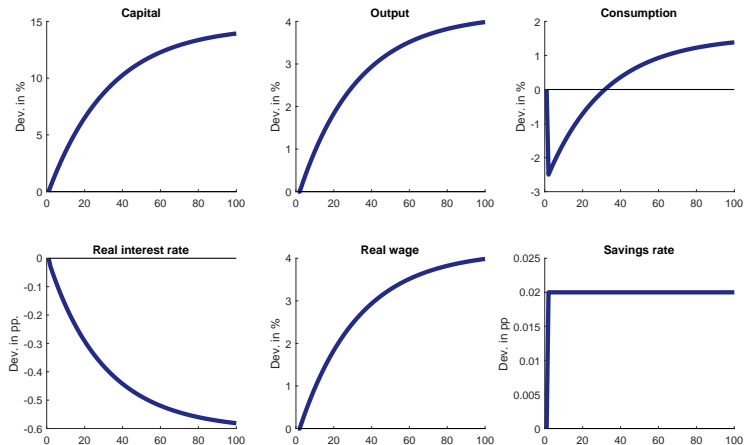 Capital
Output
Consumption
Dev. in %
15
10
5
0
0 20 40 60 80 100
Dev. in %
4
3
2
1
0
0 20 40 60 80 100
Dev. in %
2
1
0
-1
-2
-3
0 20 40 60 80 100
Real interest rate
Real wage
Savings rate
Dev. in pp.
0
-0.1
-0.2
-0.3
-0.4
-0.5
-0.6
0 20 40 60 80 100
Dev. in %
4
3
2
1
0
0 20 40 60 80 100
Dev. in pp
0.025
0.02
0.015
0.01
0.005
0
0 20 40 60 80 100